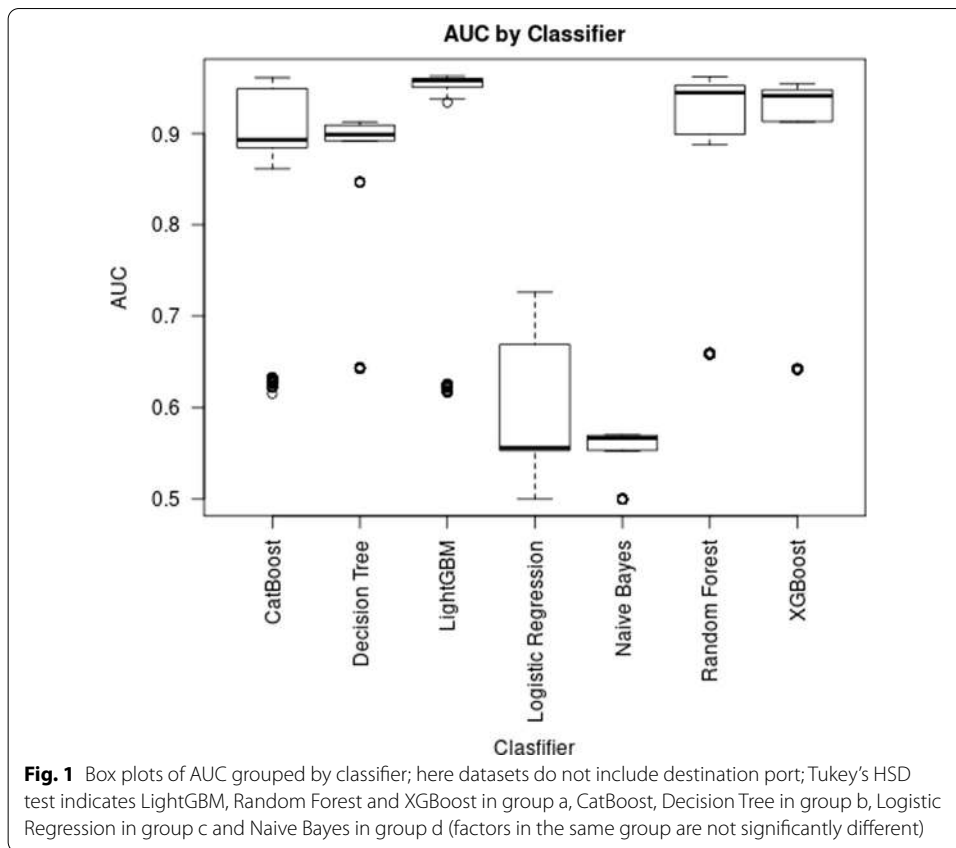 AUC by Classifier
AUC
0.9
0.8
0.7
0.6
0.5
CatBoost
Decision Tree
LightGBM
Logistic Regression
Naive Bayes
Random Forest
XGBoost
Clasfifier
Fig. 1 Box plots of AUC grouped by classifier; here datasets do not include destination port; Tukey's HSD
test indicates LightGBM, Random Forest and XGBoost in group a, CatBoost, Decision Tree in group b, Logistic
Regression in group c and Naive Bayes in group d (factors in the same group are not significantly different)